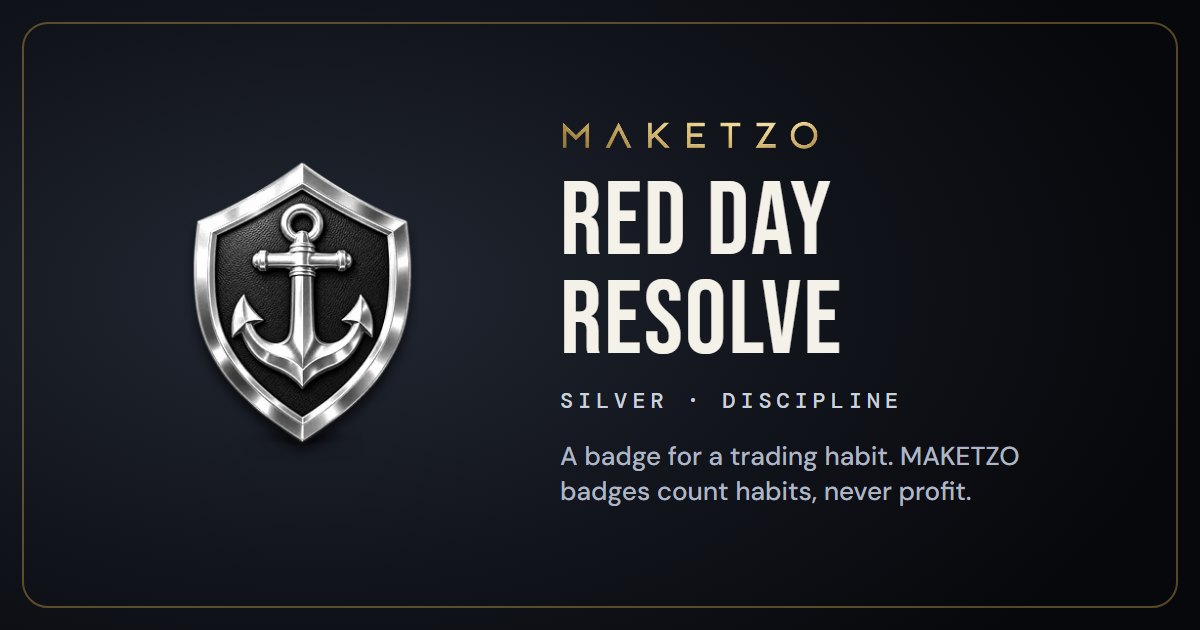 MAKETZO
RED DAY
RESOLVE
SILVER · DISCIPLINE
A badge for a trading habit. MAKETZO
badges count habits, never profit.